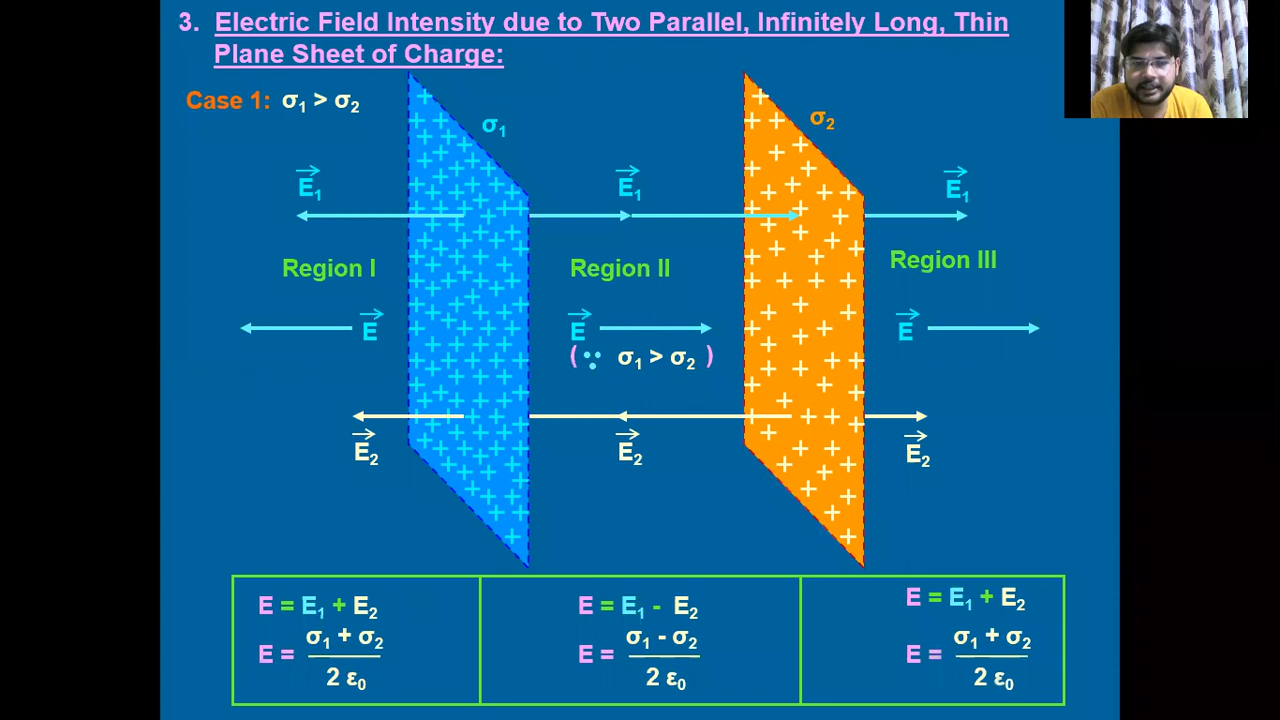 3. Electric Field Intensity due to Two Parallel, Infinitely Long, Thin
Plane Sheet of Charge:
Case 1: σ₁ > σ₂
σ₁
σ₂
E₁
E₁
E₁
Region I
Region II
Region III
E
E
E
( ∵ σ₁ > σ₂ )
E₂
E₂
E₂
E = E₁ + E₂
E = σ₁ + σ₂
2 ε₀
E = E₁ - E₂
E = σ₁ - σ₂
2 ε₀
E = E₁ + E₂
E = σ₁ + σ₂
2 ε₀